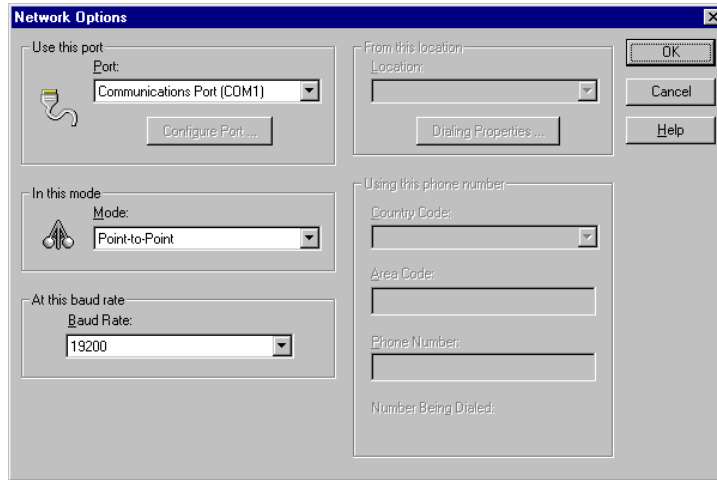 Network Options
Use this port
Port:
Communications Port (COM1)
Configure Port ...
In this mode
Mode:
Point-to-Point
At this baud rate
Baud Rate:
19200
From this location
Location:
Dialing Properties ...
Using this phone number
Country Code:
Area Code:
Phone Number:
Number Being Dialed:
OK
Cancel
Help